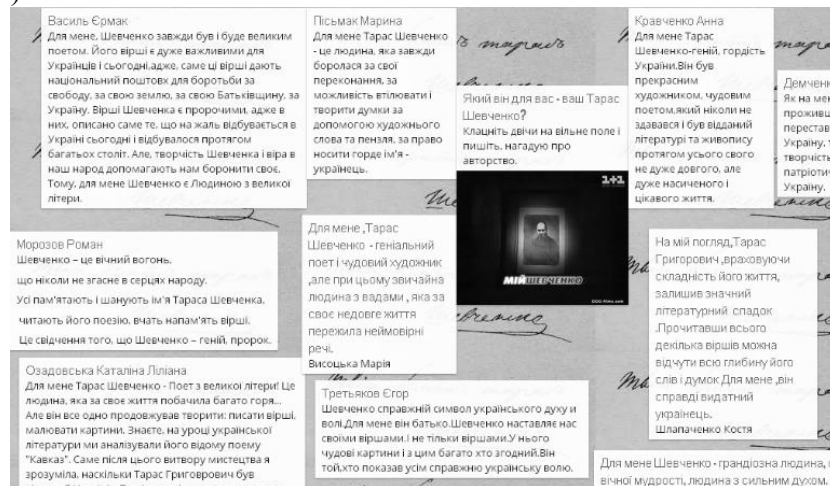 Василь Єрмак
Для мене, Шевченко завжди був і буде великим
поетом. Його вірші є дуже важливими для
Українців і сьогодні,адже, саме ці вірші дають
національний поштовх для боротьби за
свободу, за свою землю, за свою Батьківщину, за
Україну. Вірші Шевченка є пророчими, адже в
них, описано саме те, що на жаль відбувається в
Україні сьогодні і відбувалося протягом
багатьох століт. Але, творчість Шевченка і віра в
наш народ допомагають нам боронити своє.
Тому, для мене Шевченко є Людиною з великої
літери.
Пісьмак Марина
Для мене Тарас Шевченко
- це людина, яка завжди
боролася за свої
переконання, за
можливість втілювати і
творити думки за
допомогою художнього
слова та пензля, за право
носити горде ім'я -
українець.
Який він для вас - ваш Тарас
Шевченко?
Клацніть двічі на вільне поле і
пишіть. нагадую про
авторство.
1+1
МІЙ ШЕВЧЕНКО
Кравченко Анна
Для мене Тарас
Шевченко-геній, гордість
України.Він був
прекрасним
художником, чудовим
поетом,який ніколи не
здавався і був відданий
літературі та живопису
протягом усього свого
не дуже довгого, але
дуже насиченого і
цікавого життя.
Демченк
Як на мен
проживш
перестав
Україну, т
творчість
патріотич
Україну.
Морозов Роман
Шевченко – це вічний вогонь,
що ніколи не згасне в серцях народу.
Усі пам'ятають і шанують ім'я Тараса Шевченка,
читають його поезію, вчать напам'ять вірші.
Це свідчення того, що Шевченко – геній, пророк.
Для мене ,Тарас
Шевченко - геніальний
поет і чудовий художник
,але при цьому звичайна
людина з вадами , яка за
своє недовге життя
пережила неймовірні
речі.
Висоцька Марія
На мій погляд,Тарас
Григорович ,враховуючи
складність його життя,
залишив значний
літературний спадок
.Прочитавши всього
декілька віршів можна
відчути всю глибину його
слів і думок Для мене ,він
справді видатний
українець.
Шлапаченко Костя
Озадовська Каталіна Ліліана
Для мене Тарас Шевченко - Поет з великої літери! Це
людина, яка за своє життя побачила багато горя...
Але він все одно продовжував творити: писати вірші,
малювати картини. Знаєте, на уроці української
літератури ми аналізували його відому поему
"Кавказ". Саме після цього витвору мистецтва я
зрозуміла, наскільки Тарас Григоврович був
Третьяков Єгор
Шевченко справжній символ українського духу и
волі.Для мене він батько.Шевченко наставляє нас
своїми віршами.І не тільки віршами.У нього
чудові картини і з цим багато хто згодний.Він
той,хто показав усім справжню українську волю.
Для мене Шевченко - грандіозна людина,
вічної мудрості, людина з сильним духом.